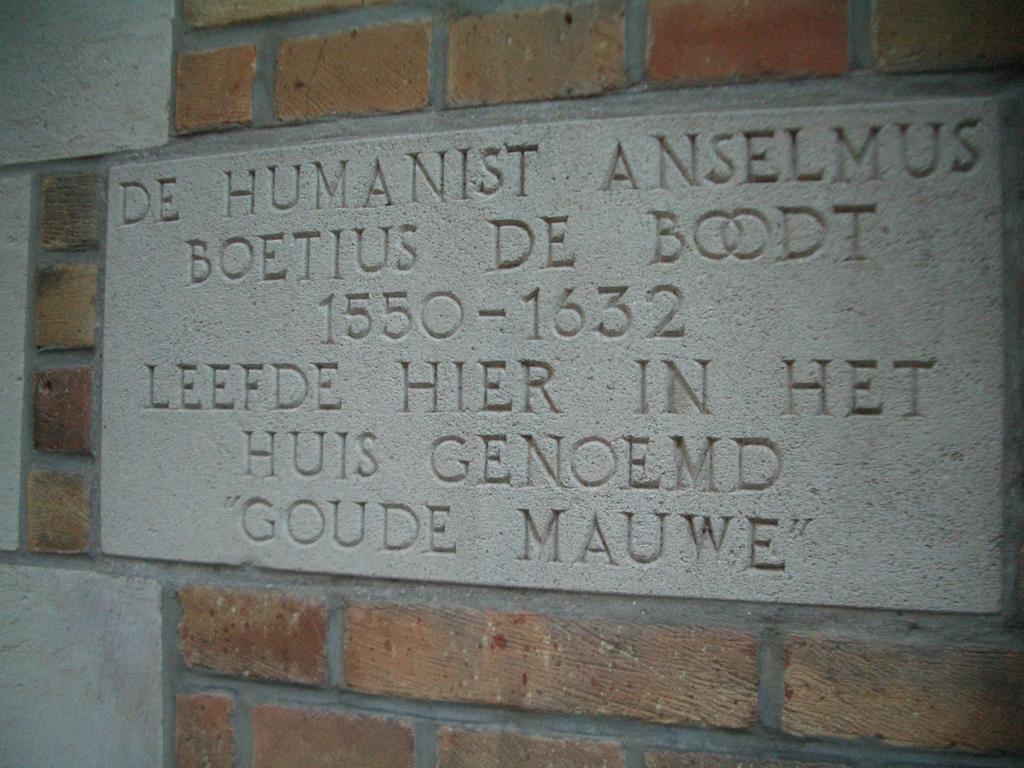 DE HUMANIST ANSELMUS
BOETIUS DE BOODT
1550-1632
LEEFDE HIER IN HET
HUIS GENOEMD
"GOUDE MAUWE"